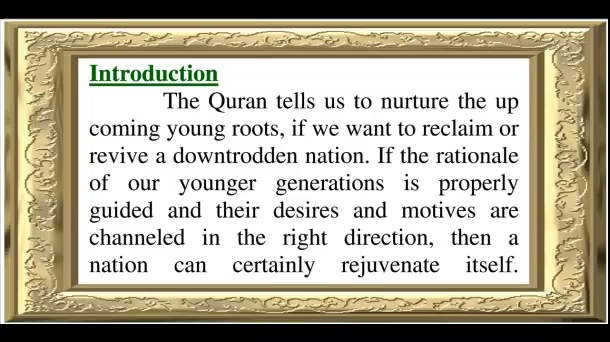 Introduction
The Quran tells us to nurture the up
coming young roots, if we want to reclaim or
revive a downtrodden nation. If the rationale
of our younger generations is properly
guided and their desires and motives are
channeled in the right direction, then a
nation can certainly rejuvenate itself.